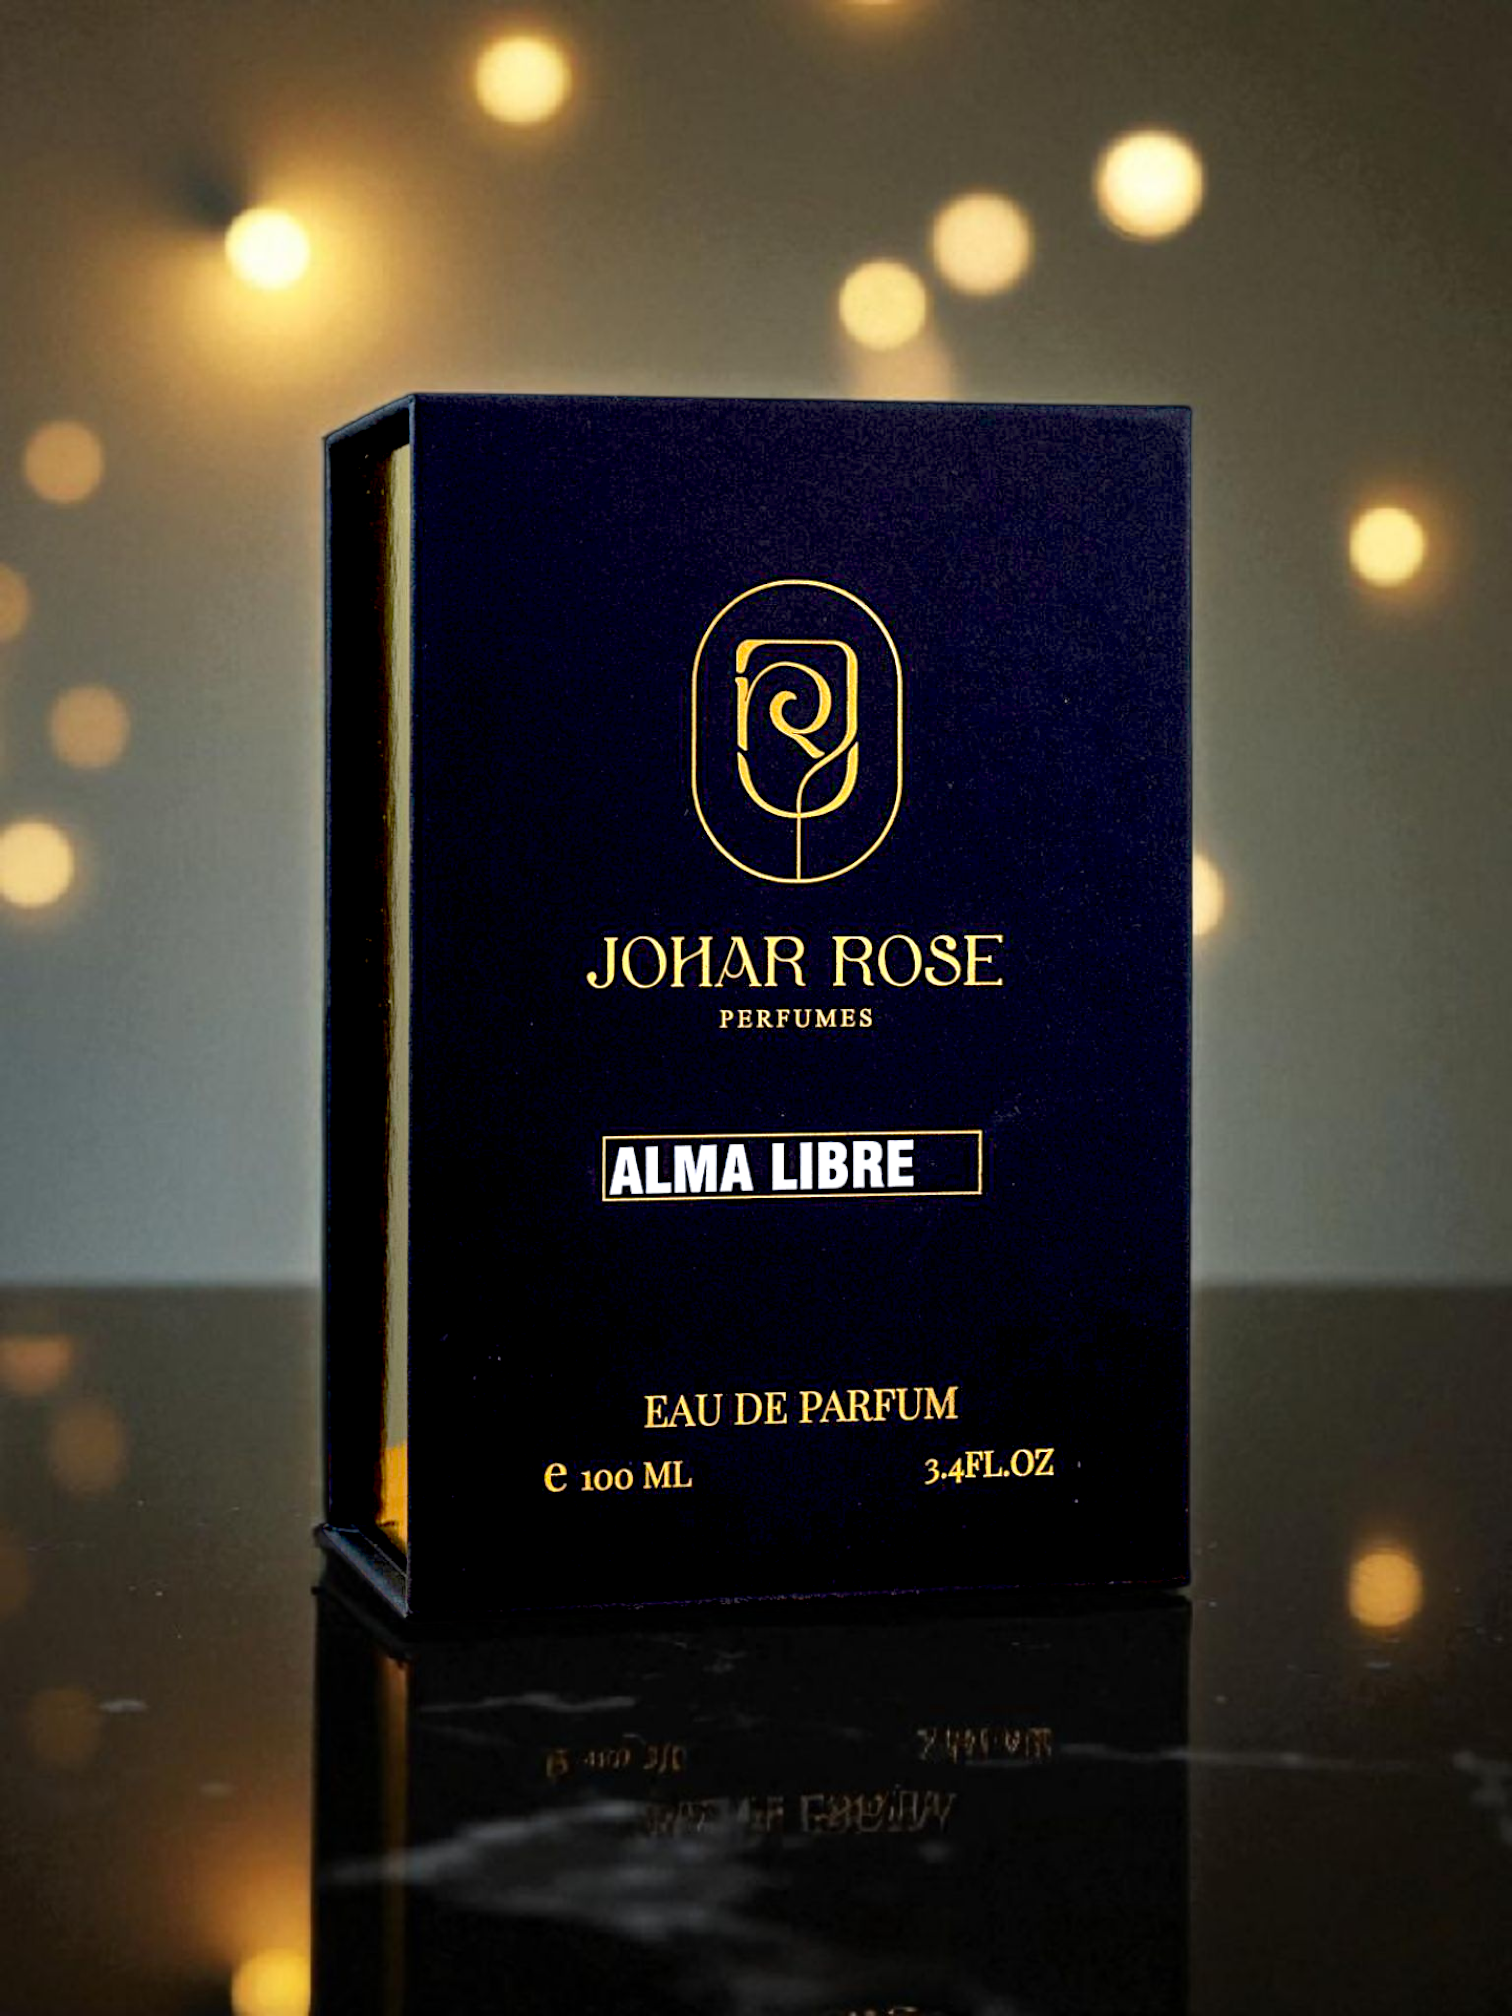 JOHAR ROSE
PERFUMES
ALMA LIBRE
EAU DE PARFUM
e 100 ML 3.4FL.OZ